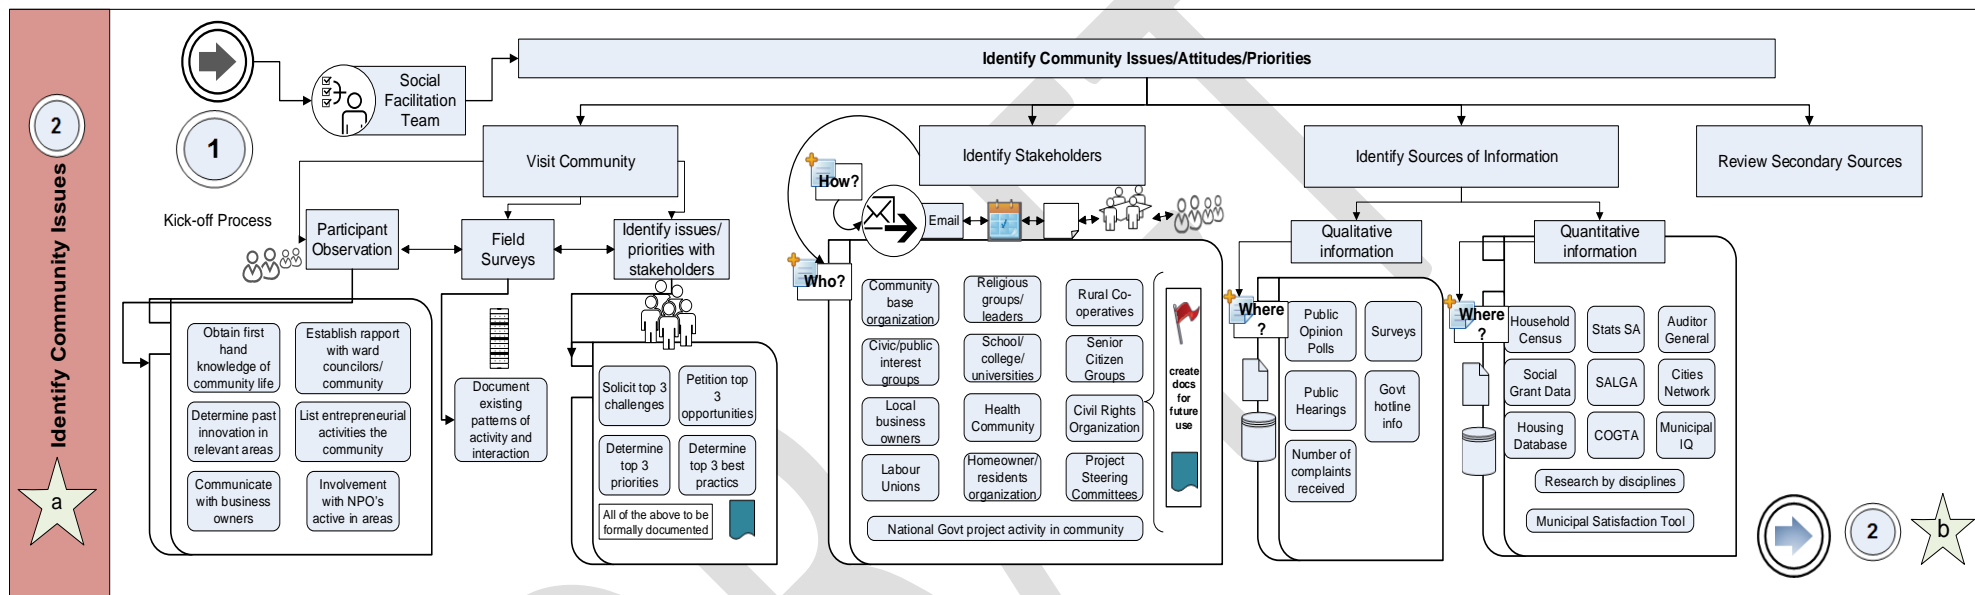 2
Identify Community Issues
a
1
Social
Facilitation
Team
Identify Community Issues/Attitudes/Priorities
Visit Community
Identify Stakeholders
Identify Sources of Information
Review Secondary Sources
Kick-off Process
Participant
Observation
Field
Surveys
Identify issues/
priorities with
stakeholders
Obtain first
hand
knowledge of
community life
Establish rapport
with ward
councilors/
community
Determine past
innovation in
relevant areas
List entrepreneurial
activities the
community
Communicate
with business
owners
Involvement
with NPO's
active in areas
Document
existing
patterns of
activity and
interaction
Solicit top 3
challenges
Petition top
3
opportunities
Determine
top 3
priorities
Determine
top 3 best
practics
All of the above to be
formally documented
How?
Email
Who?
Community
base
organization
Religious
groups/
leaders
Rural Co-
operatives
Civic/public
interest
groups
School/
college/
universities
Senior
Citizen
Groups
Local
business
owners
Health
Community
Civil Rights
Organization
Labour
Unions
Homeowner/
residents
organization
Project
Steering
Committees
National Govt project activity in community
create
docs
for
future
use
Qualitative
information
Where
?
Public
Opinion
Polls
Surveys
Public
Hearings
Govt
hotline
info
Number of
complaints
received
Quantitative
information
Where
?
Household
Census
Stats SA
Auditor
General
Social
Grant Data
SALGA
Cities
Network
Housing
Database
COGTA
Municipal
IQ
Research by disciplines
Municipal Satisfaction Tool
2
b
DRAFT